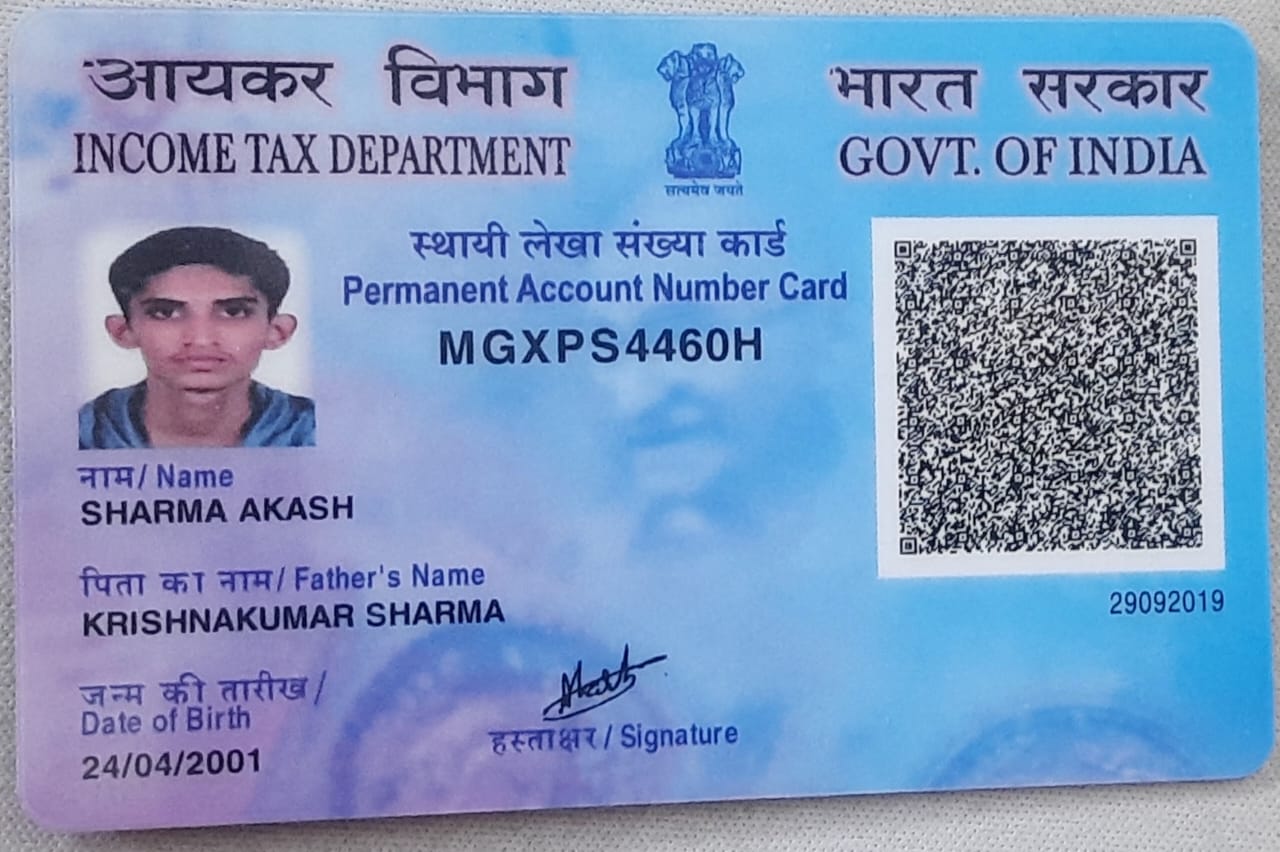 आयकर विभाग
INCOME TAX DEPARTMENT
सत्यमेव जयते
भारत सरकार
GOVT. OF INDIA
स्थायी लेखा संख्या कार्ड
Permanent Account Number Card
MGXPS4460H
नाम/ Name
SHARMA AKASH
पिता का नाम/ Father's Name
KRISHNAKUMAR SHARMA
जन्म की तारीख/
Date of Birth
24/04/2001
Akash
हस्ताक्षर/ Signature
29092019